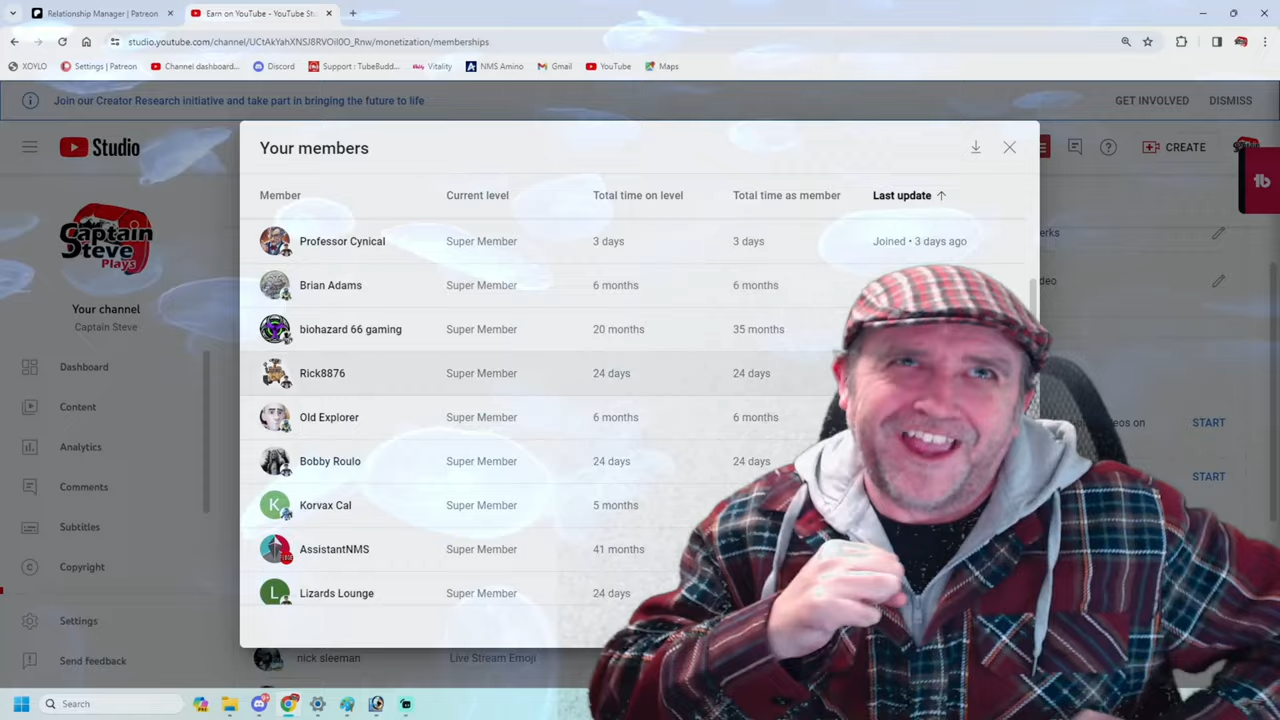 Relationship Manager | Patreon
Earn on YouTube - YouTube St
studio.youtube.com/channel/UCtAkYahXNSJ8RVOil0O_Rnw/monetization/memberships
XOYLO
Settings | Patreon
Channel dashboard...
Discord
Support : TubeBudd...
Vitality
NMS Amino
Gmail
YouTube
Maps
Join our Creator Research initiative and take part in bringing the future to life
GET INVOLVED
DISMISS
Studio
CREATE
Your members
Member Current level Total time on level Total time as member Last update
Professor Cynical Super Member 3 days 3 days Joined • 3 days ago
Brian Adams Super Member 6 months 6 months
biohazard 66 gaming Super Member 20 months 35 months
Rick8876 Super Member 24 days 24 days
Old Explorer Super Member 6 months 6 months
Bobby Roulo Super Member 24 days 24 days
K
Korvax Cal Super Member 5 months
AssistantNMS Super Member 41 months
L
Lizards Lounge Super Member 24 days
nick sleeman Live Stream Emoji
erks
deo
eos on
START
START
Captain
Steve
Plays
Your channel
Captain Steve
Dashboard
Content
Analytics
Comments
Subtitles
Copyright
Settings
Send feedback
Search